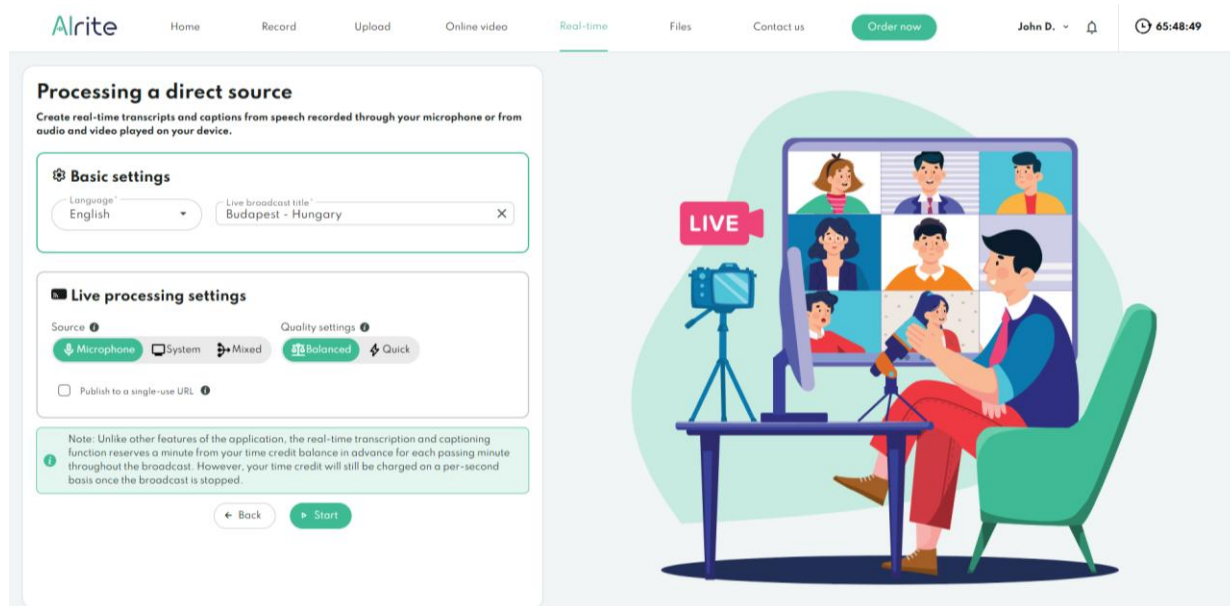 AIrite Home Record Upload Online video Real-time Files Contact us Order now John D. 65:48:49
Processing a direct source
Create real-time transcripts and captions from speech recorded through your microphone or from
audio and video played on your device.
Basic settings
Language*
English
Live broadcast title*
Budapest - Hungary
Live processing settings
Source
Quality settings
Microphone System Mixed Balanced Quick
Publish to a single-use URL
Note: Unlike other features of the application, the real-time transcription and captioning
function reserves a minute from your time credit balance in advance for each passing minute
throughout the broadcast. However, your time credit will still be charged on a per-second
basis once the broadcast is stopped.
Back Start
LIVE